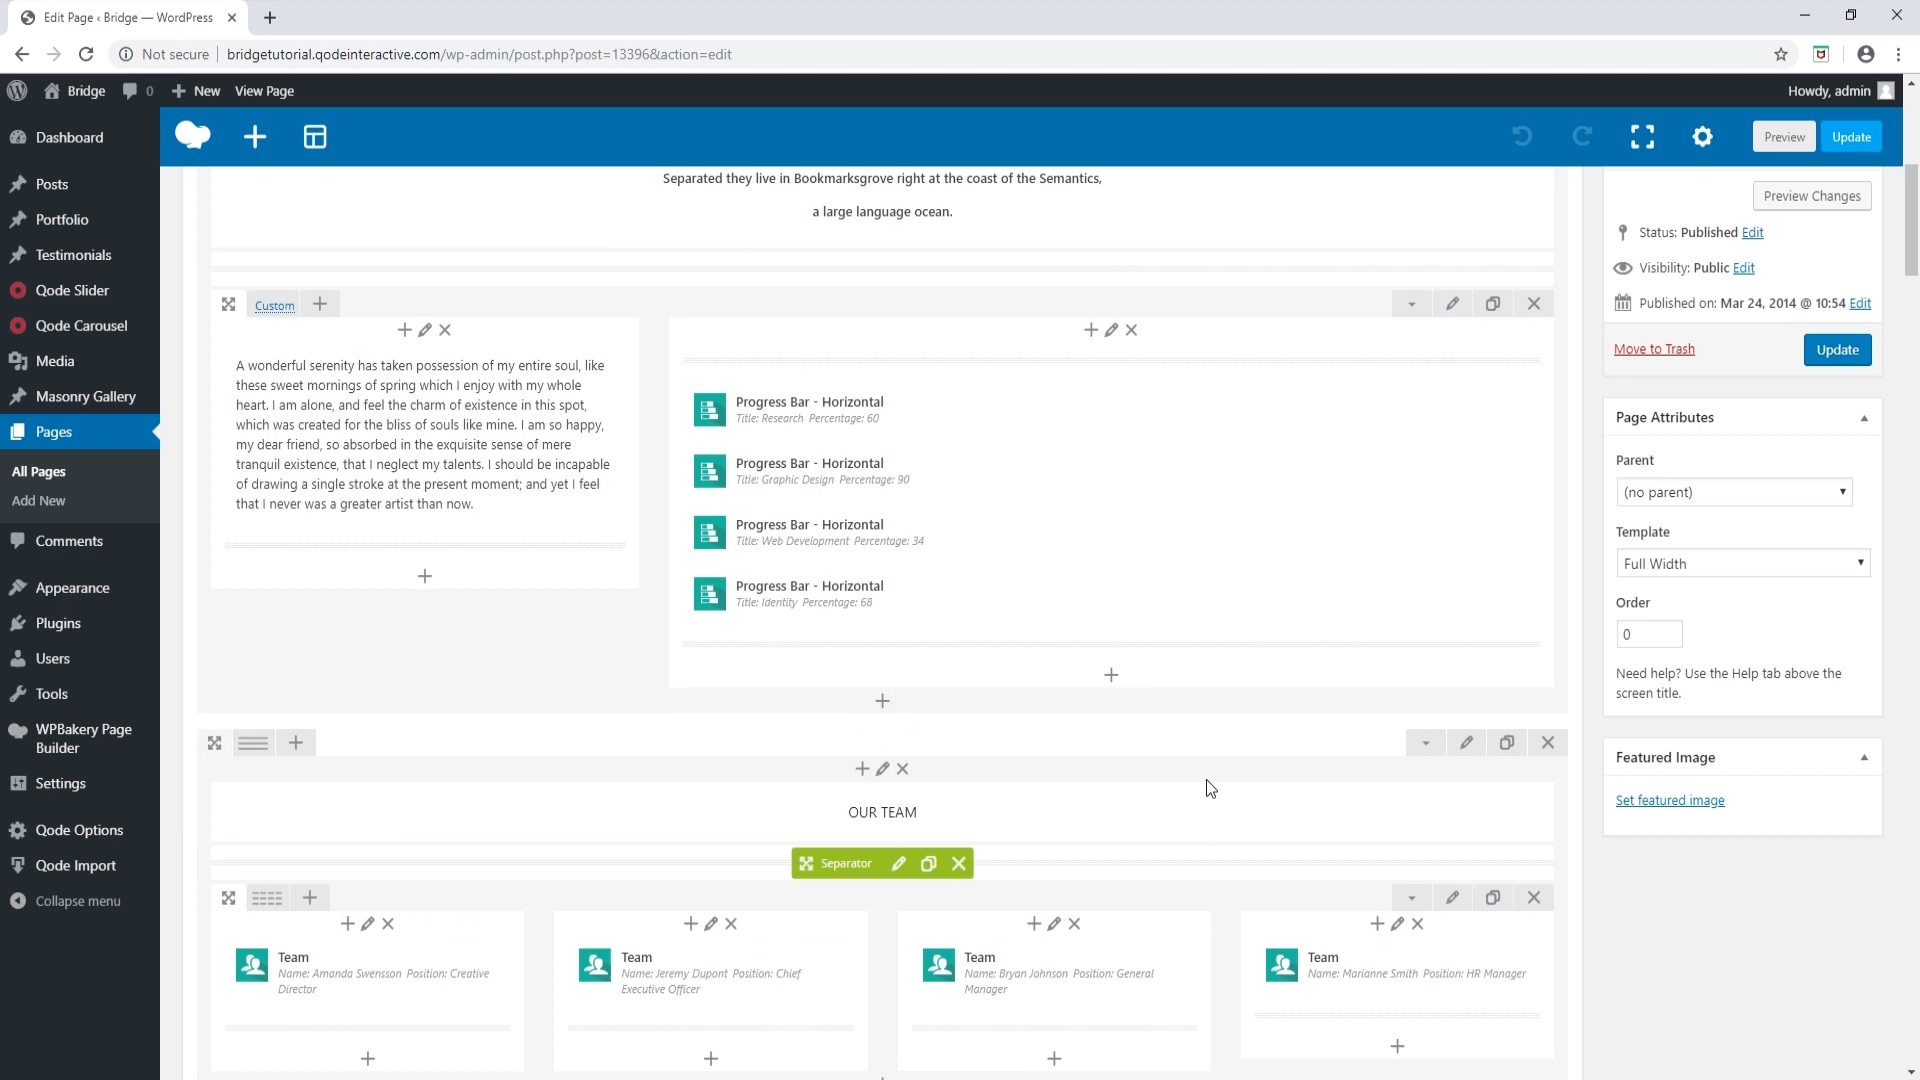 Edit Page ‹ Bridge — WordPress
Not secure
bridgetutorial.qodeinteractive.com/wp-admin/post.php?post=13396&action=edit
Bridge
0
New
View Page
Howdy, admin
Dashboard
Posts
Portfolio
Testimonials
Qode Slider
Qode Carousel
Media
Masonry Gallery
Pages
All Pages
Add New
Comments
Appearance
Plugins
Users
Tools
WPBakery Page
Builder
Settings
Qode Options
Qode Import
Collapse menu
Preview
Update
Separated they live in Bookmarksgrove right at the coast of the Semantics,
a large language ocean.
Custom
A wonderful serenity has taken possession of my entire soul, like
these sweet mornings of spring which I enjoy with my whole
heart. I am alone, and feel the charm of existence in this spot,
which was created for the bliss of souls like mine. I am so happy,
my dear friend, so absorbed in the exquisite sense of mere
tranquil existence, that I neglect my talents. I should be incapable
of drawing a single stroke at the present moment; and yet I feel
that I never was a greater artist than now.
Progress Bar - Horizontal
Title: Research Percentage: 60
Progress Bar - Horizontal
Title: Graphic Design Percentage: 90
Progress Bar - Horizontal
Title: Web Development Percentage: 34
Progress Bar - Horizontal
Title: Identity Percentage: 68
OUR TEAM
Separator
Team
Name: Amanda Swensson Position: Creative
Director
Team
Name: Jeremy Dupont Position: Chief
Executive Officer
Team
Name: Bryan Johnson Position: General
Manager
Team
Name: Marianne Smith Position: HR Manager
Preview Changes
Status: Published Edit
Visibility: Public Edit
Published on: Mar 24, 2014 @ 10:54 Edit
Move to Trash
Update
Page Attributes
Parent
(no parent)
Template
Full Width
Order
0
Need help? Use the Help tab above the
screen title.
Featured Image
Set featured image